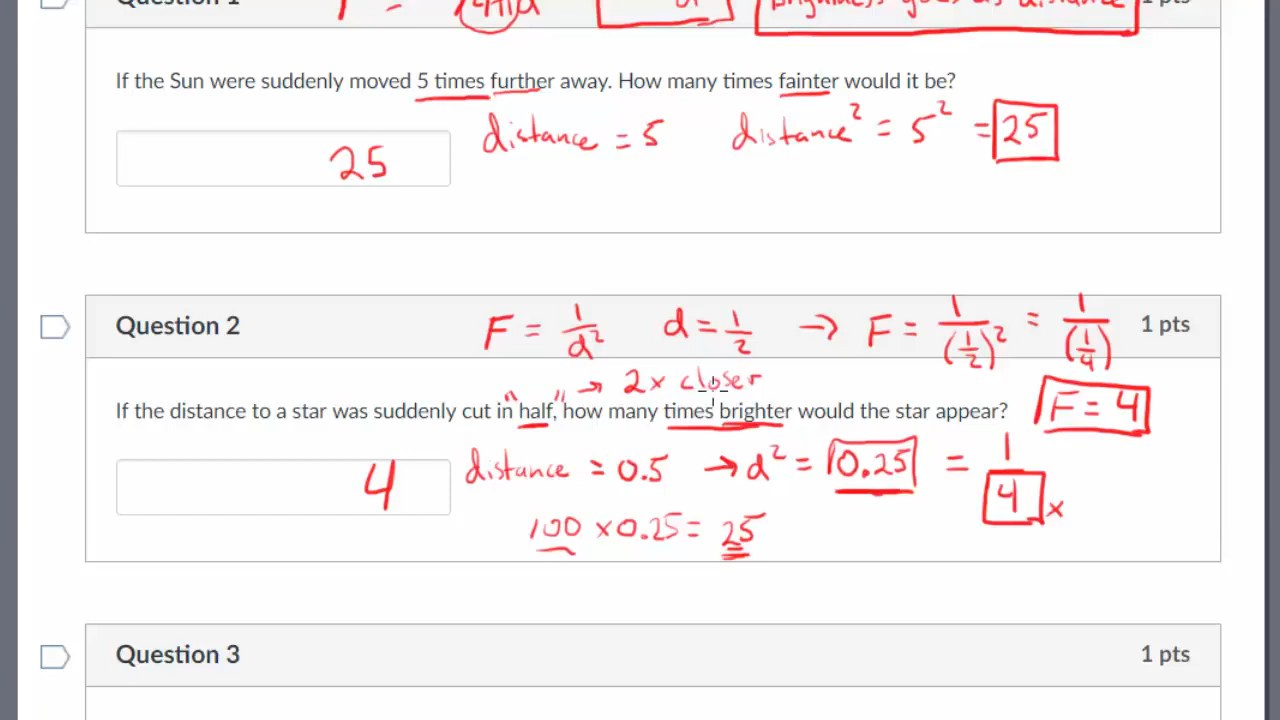 Question 1
distance
1 pts
If the Sun were suddenly moved 5 times further away. How many times fainter would it be?
distance = 5 distance² = 5² = 25
25
Question 2
F = 1/d² d = 1/2 → F = 1/(1/2)² = 1/(1/4)
1 pts
" " → 2x closer
If the distance to a star was suddenly cut in half, how many times brighter would the star appear?
F = 4
4
distance = 0.5 → d² = 0.25 = 1/4 x
100 x 0.25 = 25
Question 3
1 pts